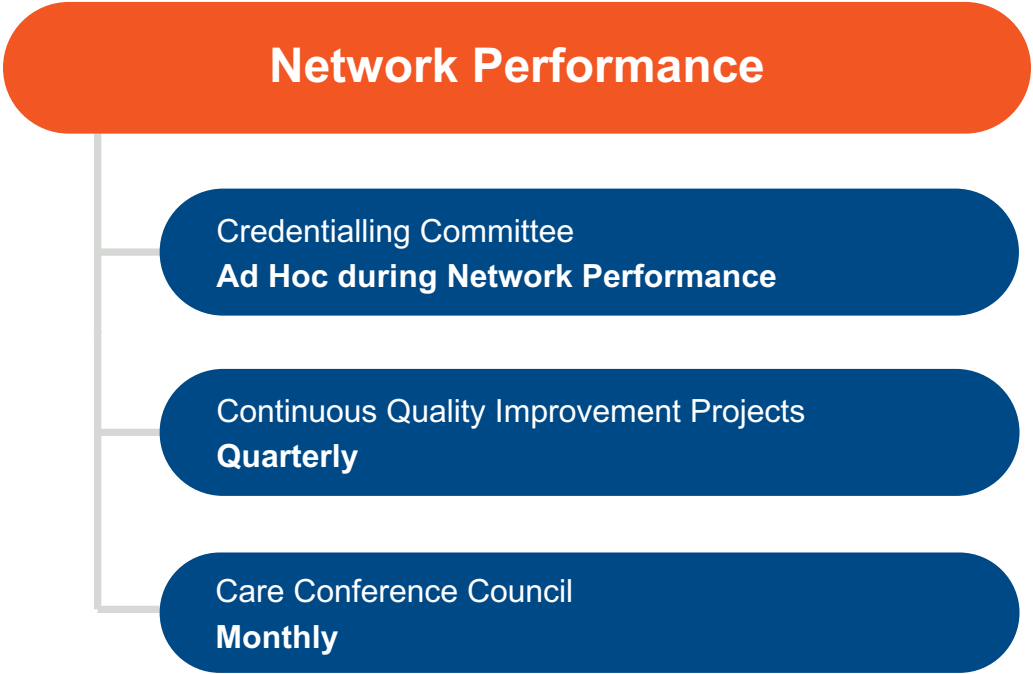 Network Performance
Credentialling Committee
Ad Hoc during Network Performance
Continuous Quality Improvement Projects
Quarterly
Care Conference Council
Monthly